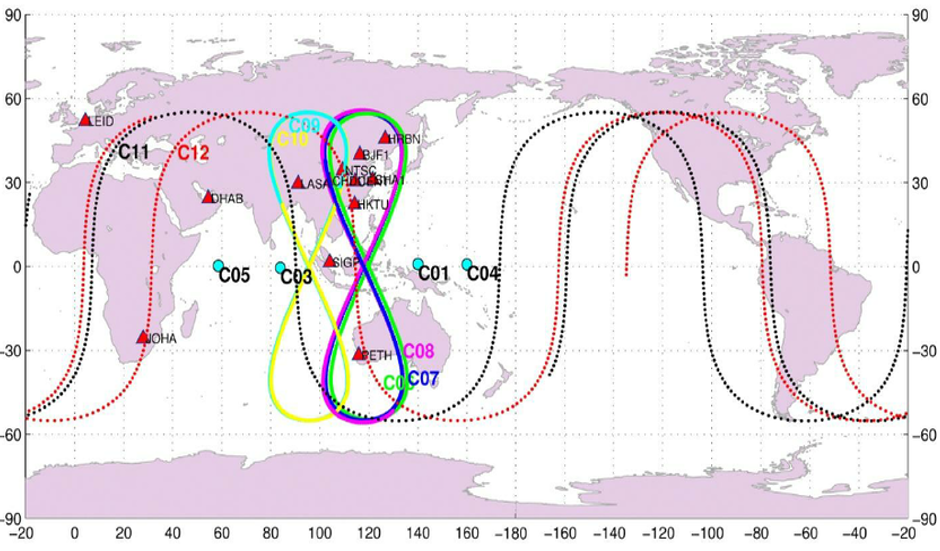 90
90
60
60
30
30
0
0
-30
-30
-60
-60
-90
-90
LEID
C11
C12
C09
C10
HRBN
BJF1
NTSC
LASA
CHDU
SHA1
DHAB
HKTU
SIGP
C05
C03
C01
C04
JOHA
PETH
C08
C07
-20
0
20
40
60
80
100
120
140
160
-180
-160
-140
-120
-100
-80
-60
-40
-20